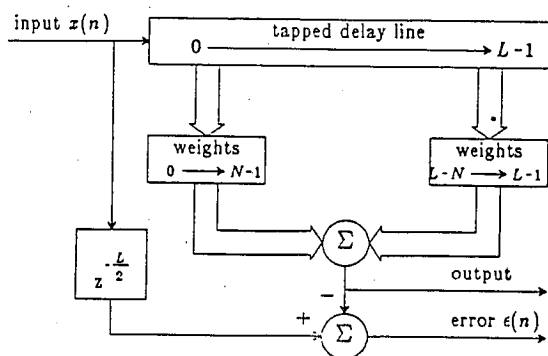 input x(n)
tapped delay line
0 → L-1
weights
0 → N-1
weights
L-N → L-1
Σ
z^{-L/2}
output
−
+
Σ
error ϵ(n)